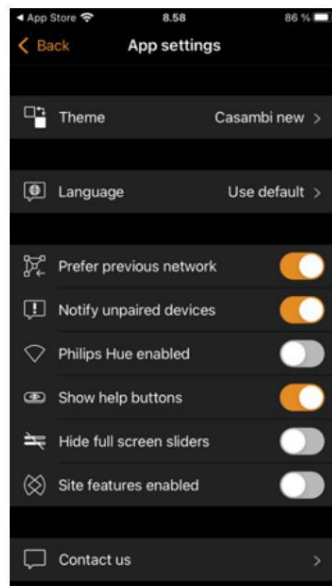 App Store 8.58 86 %
Back App settings
Theme Casambi new
Language Use default
Prefer previous network
Notify unpaired devices
Philips Hue enabled
Show help buttons
Hide full screen sliders
Site features enabled
Contact us